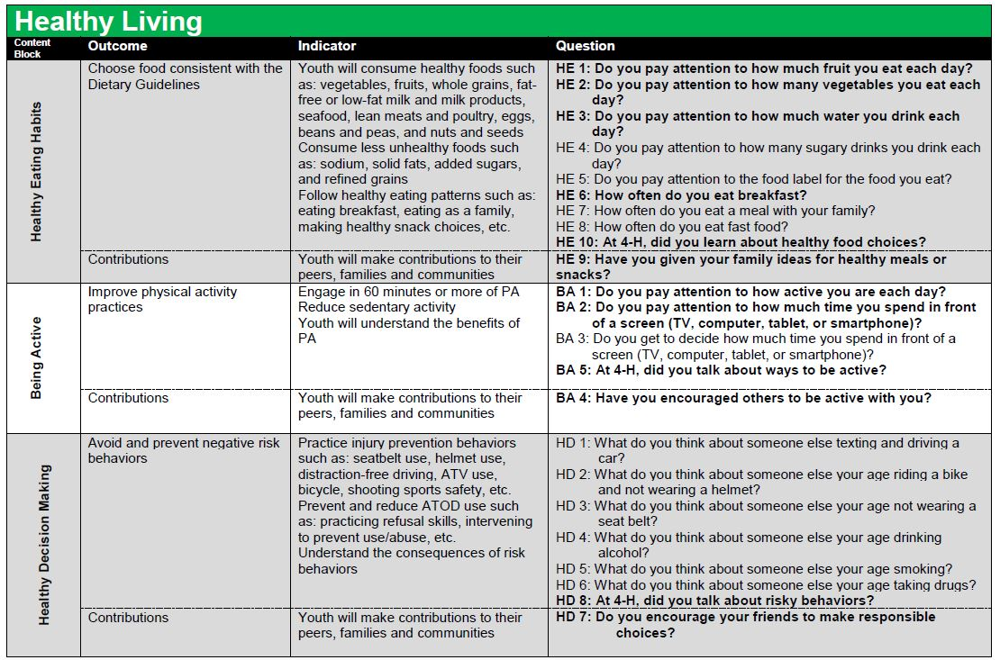 Healthy Living
Content
Block
Outcome
Indicator
Question
Healthy Eating Habits
Choose food consistent with the
Dietary Guidelines
Youth will consume healthy foods such
as: vegetables, fruits, whole grains, fat-
free or low-fat milk and milk products,
seafood, lean meats and poultry, eggs,
beans and peas, and nuts and seeds
Consume less unhealthy foods such
as: sodium, solid fats, added sugars,
and refined grains
Follow healthy eating patterns such as:
eating breakfast, eating as a family,
making healthy snack choices, etc.
HE 1: Do you pay attention to how much fruit you eat each day?
HE 2: Do you pay attention to how many vegetables you eat each
day?
HE 3: Do you pay attention to how much water you drink each
day?
HE 4: Do you pay attention to how many sugary drinks you drink each
day?
HE 5: Do you pay attention to the food label for the food you eat?
HE 6: How often do you eat breakfast?
HE 7: How often do you eat a meal with your family?
HE 8: How often do you eat fast food?
HE 10: At 4-H, did you learn about healthy food choices?
Contributions
Youth will make contributions to their
peers, families and communities
HE 9: Have you given your family ideas for healthy meals or
snacks?
Being Active
Improve physical activity
practices
Engage in 60 minutes or more of PA
Reduce sedentary activity
Youth will understand the benefits of
PA
BA 1: Do you pay attention to how active you are each day?
BA 2: Do you pay attention to how much time you spend in front
of a screen (TV, computer, tablet, or smartphone)?
BA 3: Do you get to decide how much time you spend in front of a
screen (TV, computer, tablet, or smartphone)?
BA 5: At 4-H, did you talk about ways to be active?
Contributions
Youth will make contributions to their
peers, families and communities
BA 4: Have you encouraged others to be active with you?
Healthy Decision Making
Avoid and prevent negative risk
behaviors
Practice injury prevention behaviors
such as: seatbelt use, helmet use,
distraction-free driving, ATV use,
bicycle, shooting sports safety, etc.
Prevent and reduce ATOD use such
as: practicing refusal skills, intervening
to prevent use/abuse, etc.
Understand the consequences of risk
behaviors
HD 1: What do you think about someone else texting and driving a
car?
HD 2: What do you think about someone else your age riding a bike
and not wearing a helmet?
HD 3: What do you think about someone else your age not wearing a
seat belt?
HD 4: What do you think about someone else your age drinking
alcohol?
HD 5: What do you think about someone else your age smoking?
HD 6: What do you think about someone else your age taking drugs?
HD 8: At 4-H, did you talk about risky behaviors?
Contributions
Youth will make contributions to their
peers, families and communities
HD 7: Do you encourage your friends to make responsible
choices?